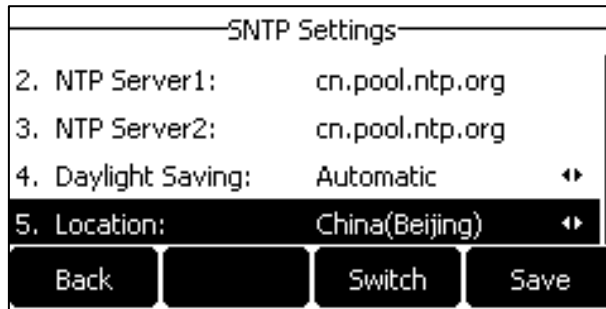 SNTP Settings
2. NTP Server1: cn.pool.ntp.org
3. NTP Server2: cn.pool.ntp.org
4. Daylight Saving: Automatic
5. Location: China(Beijing)
Back Switch Save